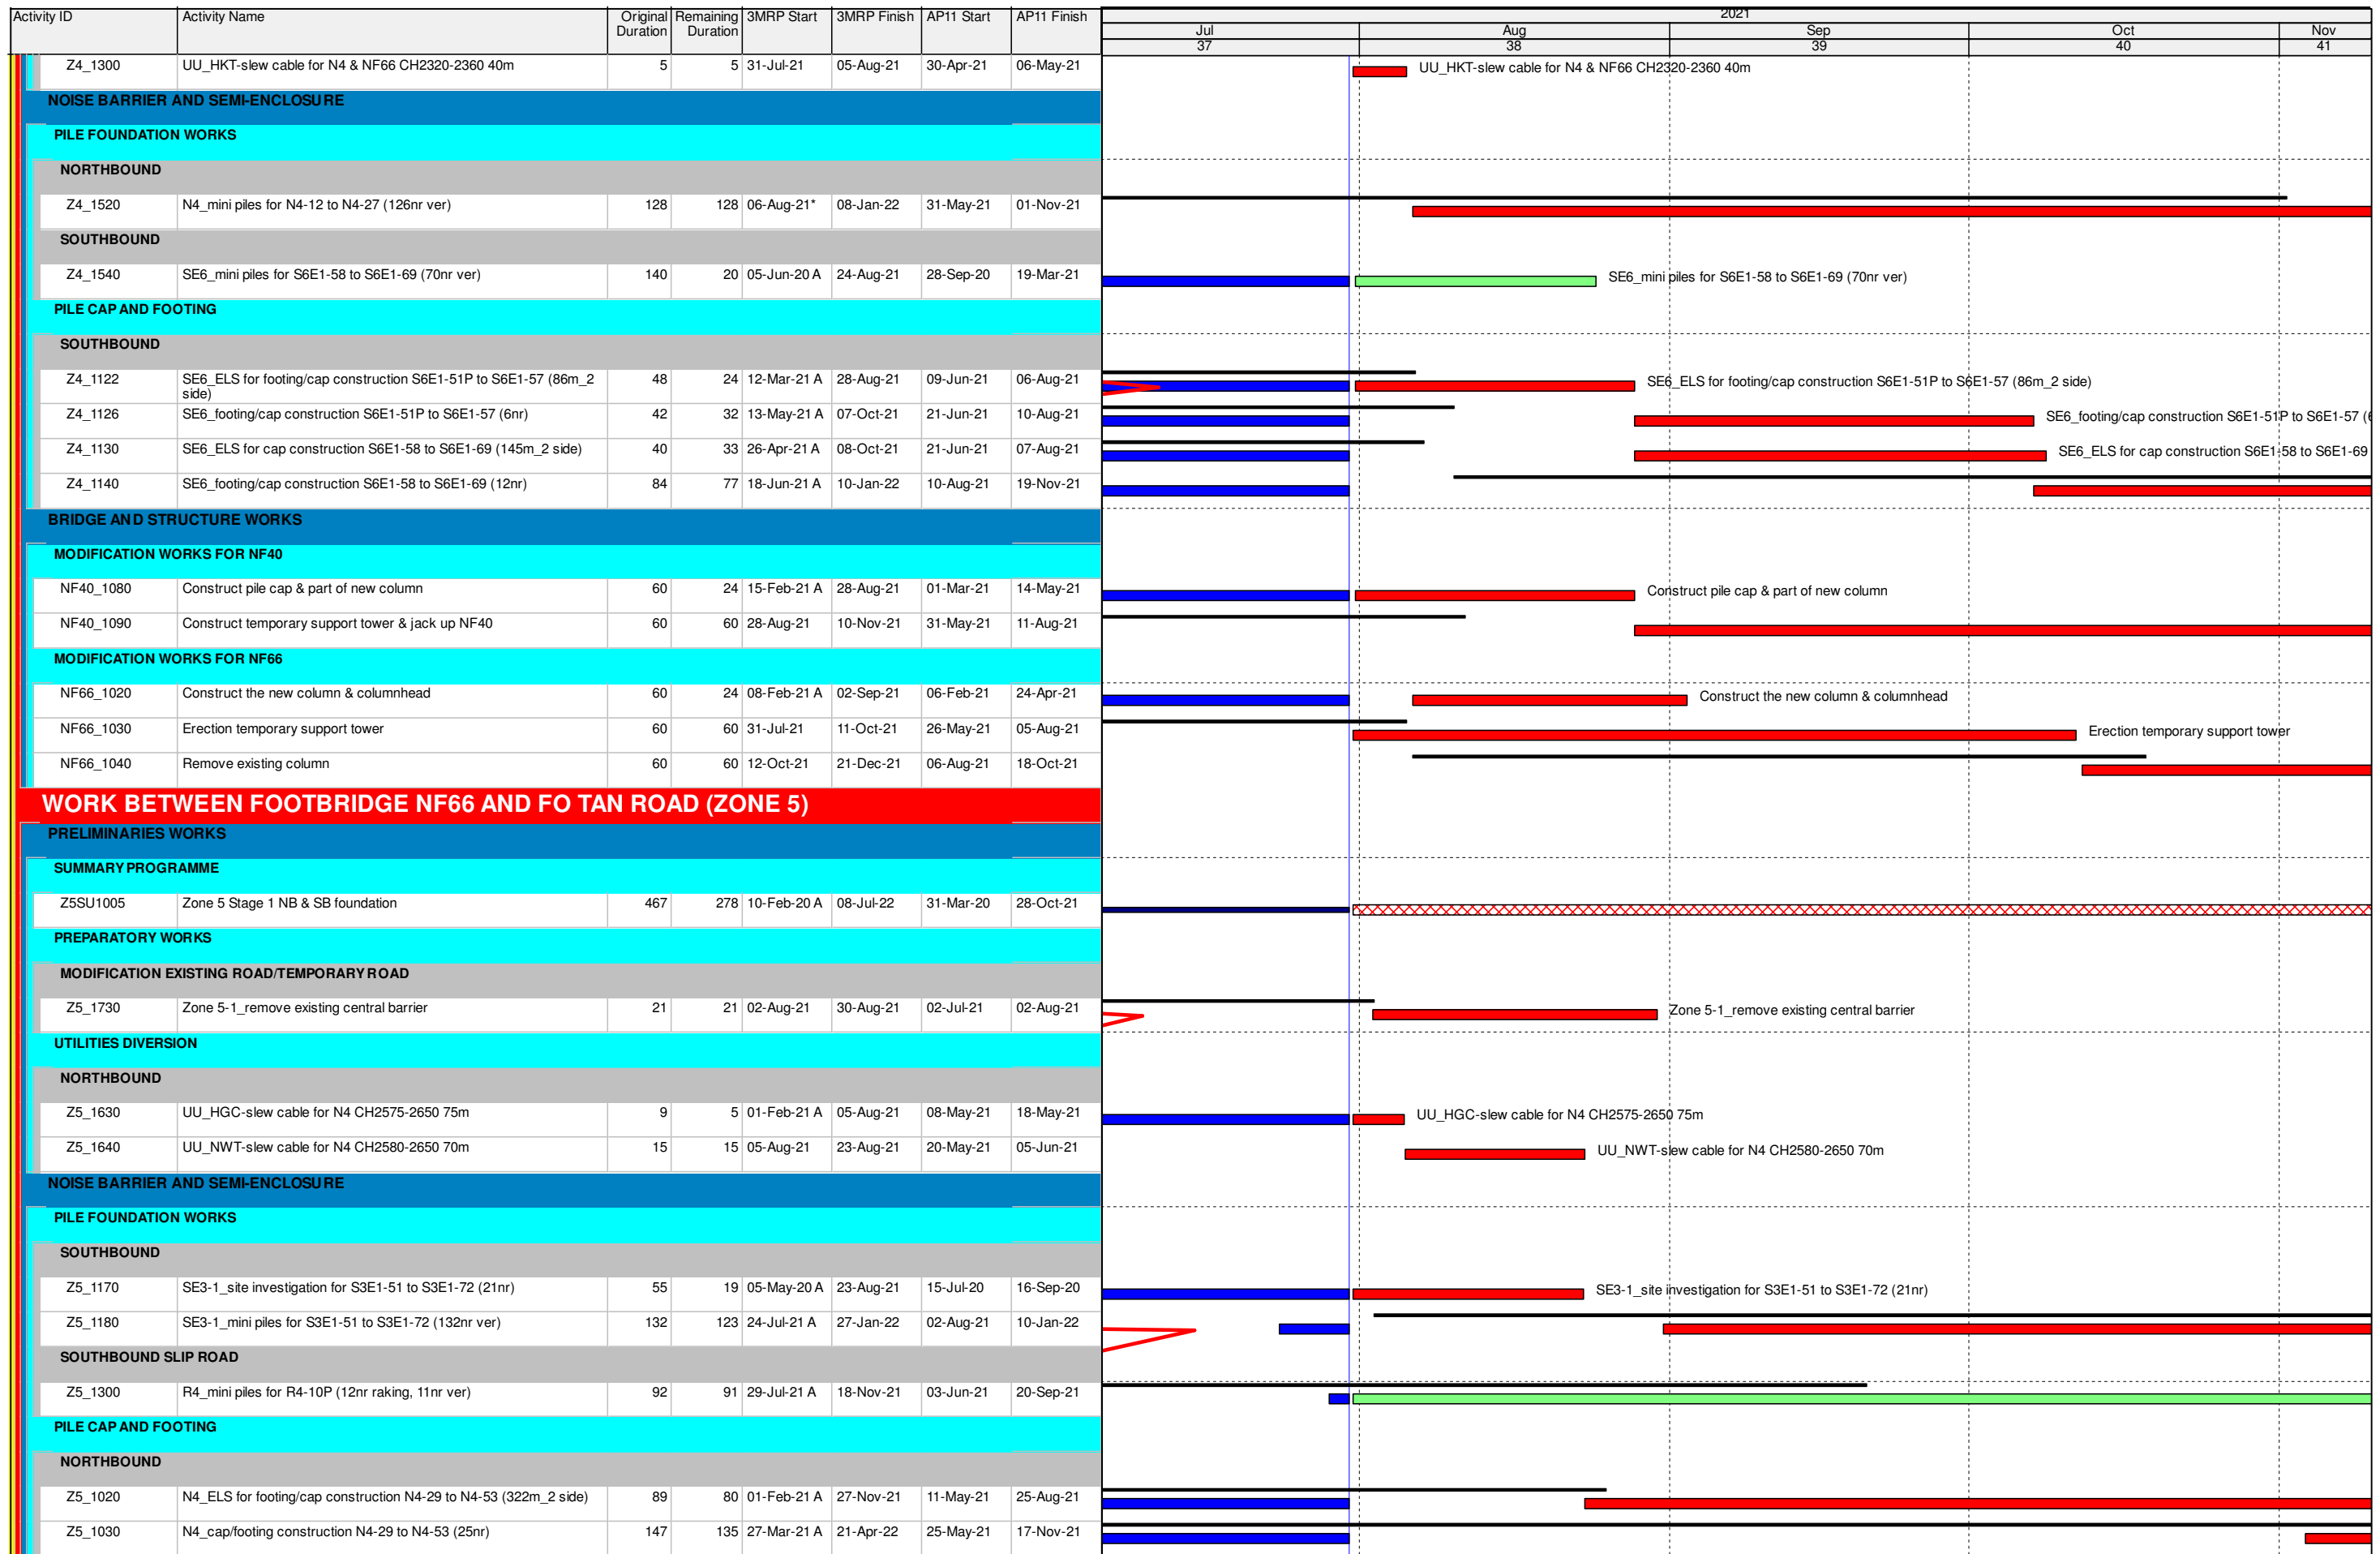 Activity ID Activity Name Original Remaining 3MRP Start 3MRP Finish AP11 Start AP11 Finish 2021
Duration Duration Jul Aug Sep Oct Nov
37 38 39 40 41
Z4_1300 UU_HKT-slew cable for N4 & NF66 CH2320-2360 40m 5 5 31-Jul-21 05-Aug-21 30-Apr-21 06-May-21 UU_HKT-slew cable for N4 & NF66 CH2320-2360 40m
NOISE BARRIER AND SEMI-ENCLOSURE
PILE FOUNDATION WORKS
NORTHBOUND
Z4_1520 N4_mini piles for N4-12 to N4-27 (126nr ver) 128 128 06-Aug-21* 08-Jan-22 31-May-21 01-Nov-21
SOUTHBOUND
Z4_1540 SE6_mini piles for S6E1-58 to S6E1-69 (70nr ver) 140 20 05-Jun-20 A 24-Aug-21 28-Sep-20 19-Mar-21 SE6_mini piles for S6E1-58 to S6E1-69 (70nr ver)
PILE CAP AND FOOTING
SOUTHBOUND
Z4_1122 SE6_ELS for footing/cap construction S6E1-51P to S6E1-57 (86m_2 48 24 12-Mar-21 A 28-Aug-21 09-Jun-21 06-Aug-21 SE6_ELS for footing/cap construction S6E1-51P to S6E1-57 (86m_2 side)
side)
Z4_1126 SE6_footing/cap construction S6E1-51P to S6E1-57 (6nr) 42 32 13-May-21 A 07-Oct-21 21-Jun-21 10-Aug-21 SE6_footing/cap construction S6E1-51P to S6E1-57 (
Z4_1130 SE6_ELS for cap construction S6E1-58 to S6E1-69 (145m_2 side) 40 33 26-Apr-21 A 08-Oct-21 21-Jun-21 07-Aug-21 SE6_ELS for cap construction S6E1-58 to S6E1-69
Z4_1140 SE6_footing/cap construction S6E1-58 to S6E1-69 (12nr) 84 77 18-Jun-21 A 10-Jan-22 10-Aug-21 19-Nov-21
BRIDGE AND STRUCTURE WORKS
MODIFICATION WORKS FOR NF40
NF40_1080 Construct pile cap & part of new column 60 24 15-Feb-21 A 28-Aug-21 01-Mar-21 14-May-21 Construct pile cap & part of new column
NF40_1090 Construct temporary support tower & jack up NF40 60 60 28-Aug-21 10-Nov-21 31-May-21 11-Aug-21
MODIFICATION WORKS FOR NF66
NF66_1020 Construct the new column & columnhead 60 24 08-Feb-21 A 02-Sep-21 06-Feb-21 24-Apr-21 Construct the new column & columnhead
NF66_1030 Erection temporary support tower 60 60 31-Jul-21 11-Oct-21 26-May-21 05-Aug-21 Erection temporary support tower
NF66_1040 Remove existing column 60 60 12-Oct-21 21-Dec-21 06-Aug-21 18-Oct-21
WORK BETWEEN FOOTBRIDGE NF66 AND FO TAN ROAD (ZONE 5)
PRELIMINARIES WORKS
SUMMARY PROGRAMME
Z5SU1005 Zone 5 Stage 1 NB & SB foundation 467 278 10-Feb-20 A 08-Jul-22 31-Mar-20 28-Oct-21
PREPARATORY WORKS
MODIFICATION EXISTING ROAD/TEMPORARY ROAD
Z5_1730 Zone 5-1_remove existing central barrier 21 21 02-Aug-21 30-Aug-21 02-Jul-21 02-Aug-21 Zone 5-1_remove existing central barrier
UTILITIES DIVERSION
NORTHBOUND
Z5_1630 UU_HGC-slew cable for N4 CH2575-2650 75m 9 5 01-Feb-21 A 05-Aug-21 08-May-21 18-May-21 UU_HGC-slew cable for N4 CH2575-2650 75m
Z5_1640 UU_NWT-slew cable for N4 CH2580-2650 70m 15 15 05-Aug-21 23-Aug-21 20-May-21 05-Jun-21 UU_NWT-slew cable for N4 CH2580-2650 70m
NOISE BARRIER AND SEMI-ENCLOSURE
PILE FOUNDATION WORKS
SOUTHBOUND
Z5_1170 SE3-1_site investigation for S3E1-51 to S3E1-72 (21nr) 55 19 05-May-20 A 23-Aug-21 15-Jul-20 16-Sep-20 SE3-1_site investigation for S3E1-51 to S3E1-72 (21nr)
Z5_1180 SE3-1_mini piles for S3E1-51 to S3E1-72 (132nr ver) 132 123 24-Jul-21 A 27-Jan-22 02-Aug-21 10-Jan-22
SOUTHBOUND SLIP ROAD
Z5_1300 R4_mini piles for R4-10P (12nr raking, 11nr ver) 92 91 29-Jul-21 A 18-Nov-21 03-Jun-21 20-Sep-21
PILE CAP AND FOOTING
NORTHBOUND
Z5_1020 N4_ELS for footing/cap construction N4-29 to N4-53 (322m_2 side) 89 80 01-Feb-21 A 27-Nov-21 11-May-21 25-Aug-21
Z5_1030 N4_cap/footing construction N4-29 to N4-53 (25nr) 147 135 27-Mar-21 A 21-Apr-22 25-May-21 17-Nov-21